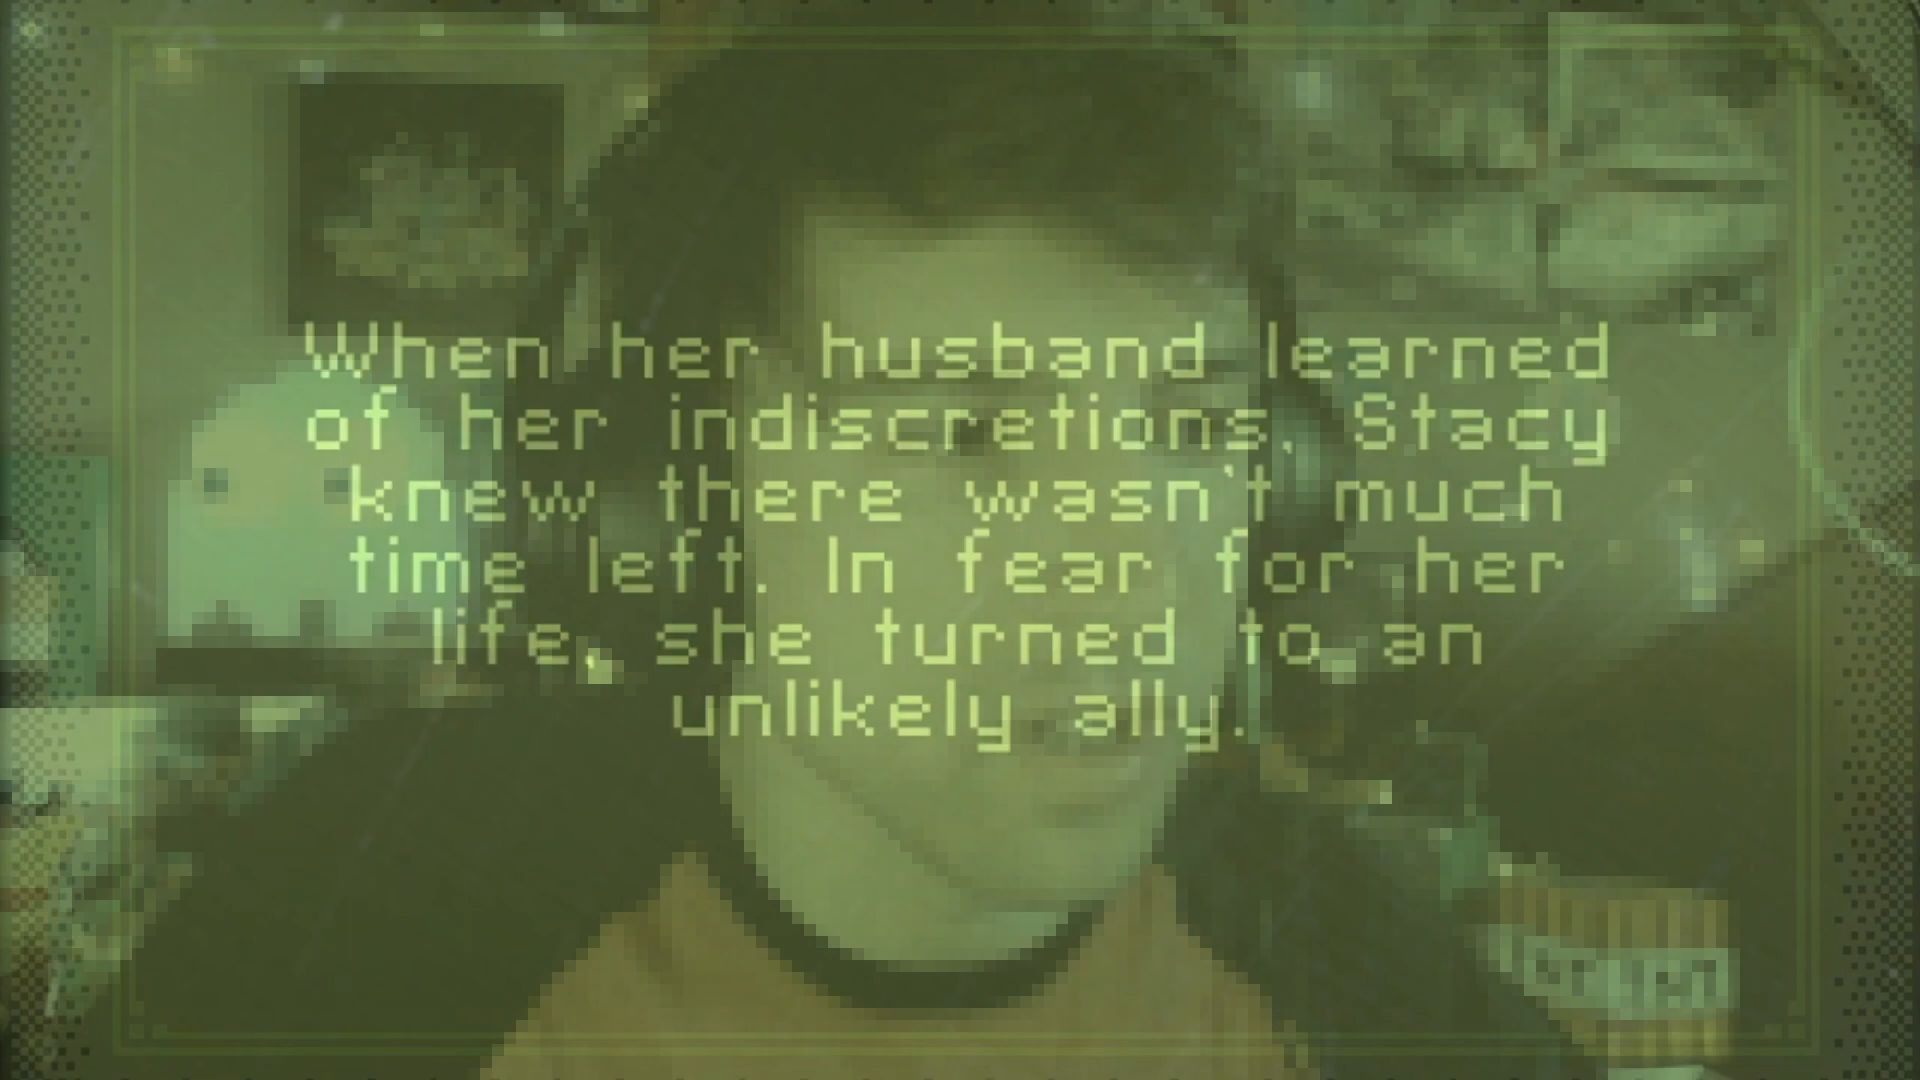 When her husband learned
of her indiscretions, Stacy
knew there wasn't much
time left. In fear for her
life, she turned to an
unlikely ally.